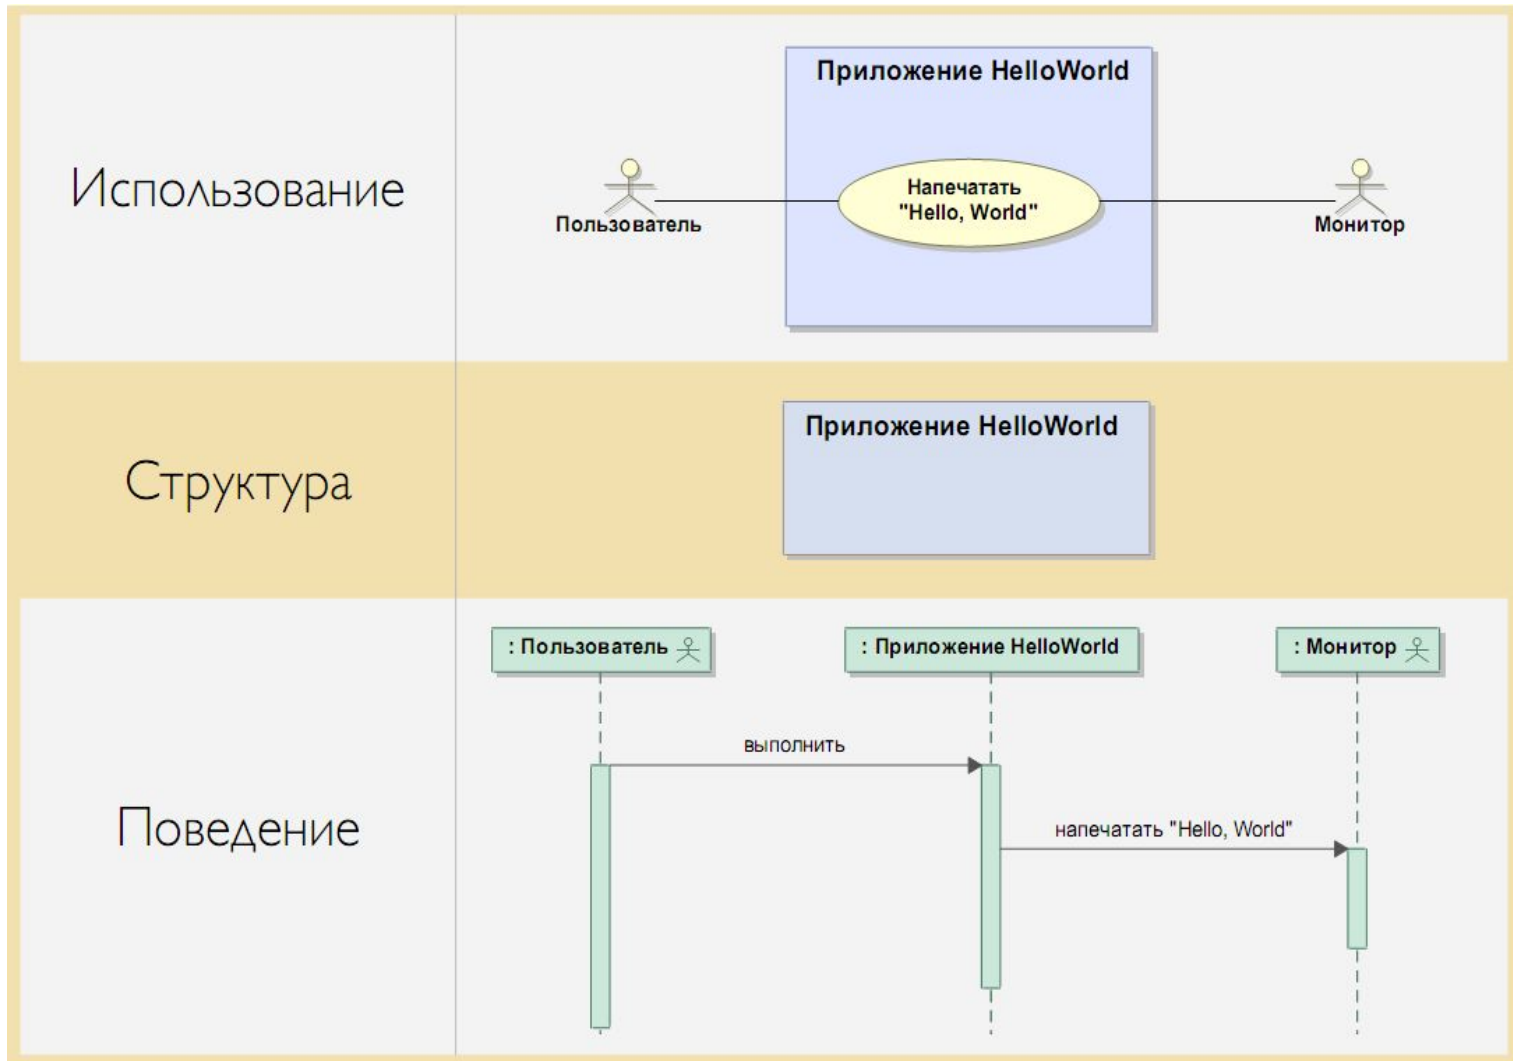 Приложение HelloWorld
Использование
Напечатать
"Hello, World"
Пользователь
Монитор
Приложение HelloWorld
Структура
: Пользователь
: Приложение HelloWorld
: Монитор
выполнить
Поведение
напечатать "Hello, World"